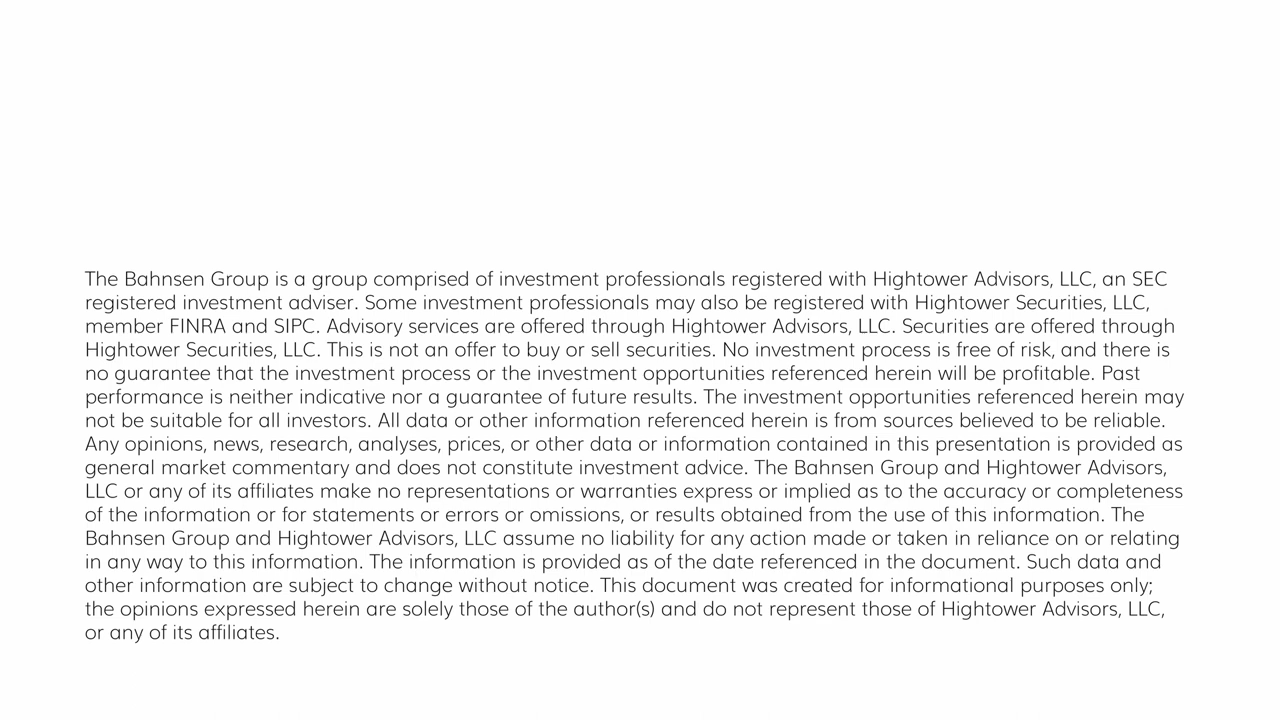 The Bahnsen Group is a group comprised of investment professionals registered with Hightower Advisors, LLC, an SEC
registered investment adviser. Some investment professionals may also be registered with Hightower Securities, LLC,
member FINRA and SIPC. Advisory services are offered through Hightower Advisors, LLC. Securities are offered through
Hightower Securities, LLC. This is not an offer to buy or sell securities. No investment process is free of risk, and there is
no guarantee that the investment process or the investment opportunities referenced herein will be profitable. Past
performance is neither indicative nor a guarantee of future results. The investment opportunities referenced herein may
not be suitable for all investors. All data or other information referenced herein is from sources believed to be reliable.
Any opinions, news, research, analyses, prices, or other data or information contained in this presentation is provided as
general market commentary and does not constitute investment advice. The Bahnsen Group and Hightower Advisors,
LLC or any of its affiliates make no representations or warranties express or implied as to the accuracy or completeness
of the information or for statements or errors or omissions, or results obtained from the use of this information. The
Bahnsen Group and Hightower Advisors, LLC assume no liability for any action made or taken in reliance on or relating
in any way to this information. The information is provided as of the date referenced in the document. Such data and
other information are subject to change without notice. This document was created for informational purposes only;
the opinions expressed herein are solely those of the author(s) and do not represent those of Hightower Advisors, LLC,
or any of its affiliates.